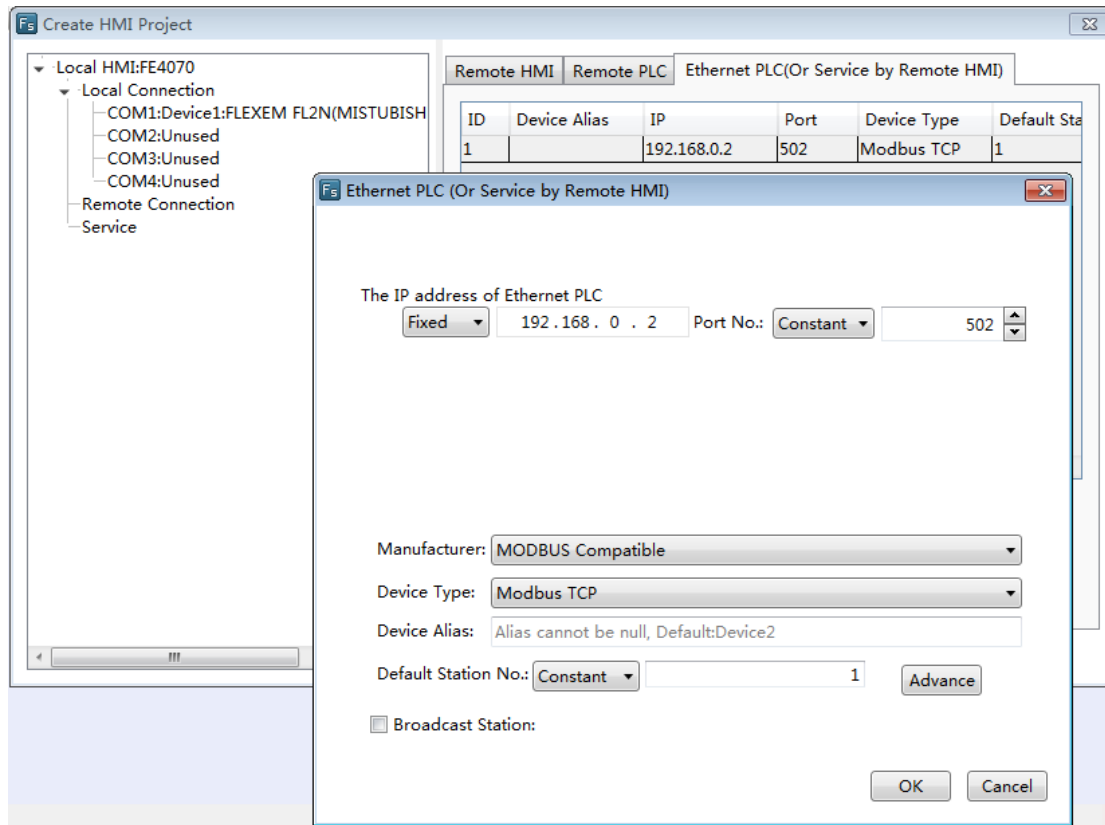 Fs Create HMI Project
Local HMI:FE4070
Local Connection
COM1:Device1:FLEXEM FL2N(MISTUBISH
COM2:Unused
COM3:Unused
COM4:Unused
Remote Connection
Service
Remote HMI Remote PLC Ethernet PLC(Or Service by Remote HMI)
ID Device Alias IP Port Device Type Default Sta
1 192.168.0.2 502 Modbus TCP 1
Fs Ethernet PLC (Or Service by Remote HMI)
The IP address of Ethernet PLC
Fixed 192.168. 0 . 2 Port No.: Constant 502
Manufacturer: MODBUS Compatible
Device Type: Modbus TCP
Device Alias: Alias cannot be null, Default:Device2
Default Station No.: Constant 1 Advance
Broadcast Station:
OK Cancel